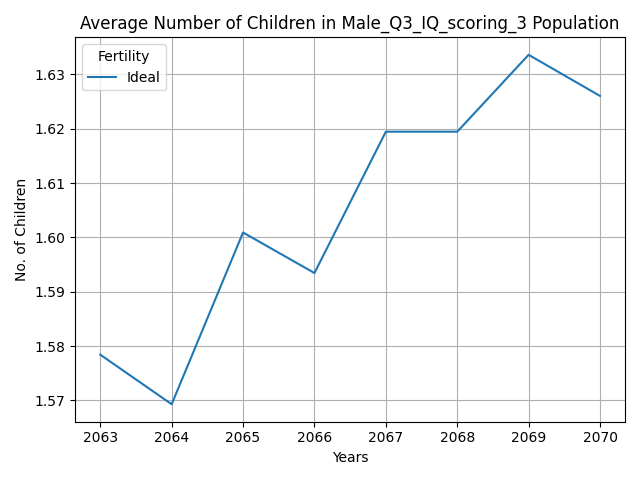 Average Number of Children in Male_Q3_IQ_scoring_3 Population
Fertility
Ideal
No. of Children
1.63
1.62
1.61
1.60
1.59
1.58
1.57
2063 2064 2065 2066 2067 2068 2069 2070
Years